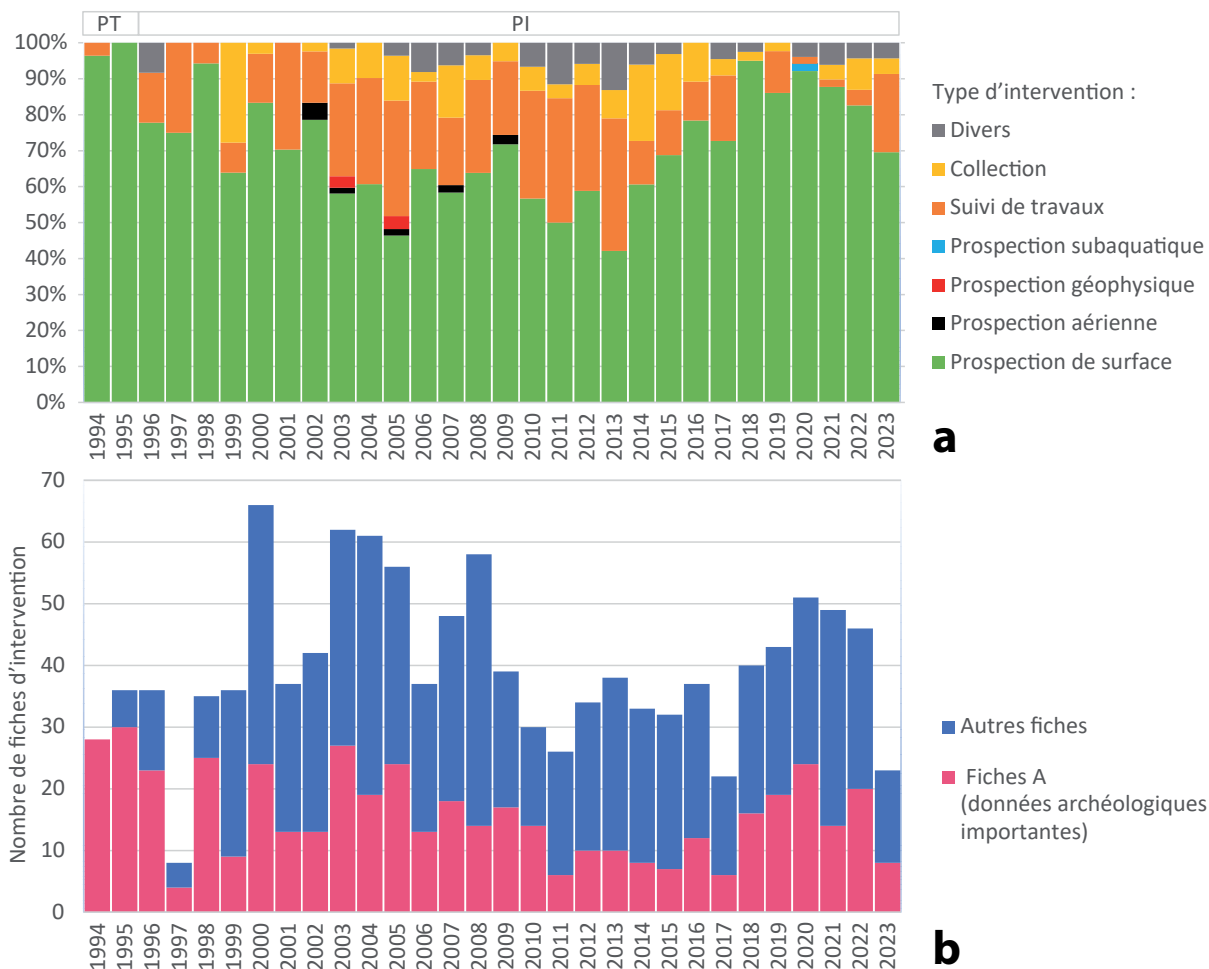 PT PI
100%
90%
80%
70%
60%
50%
40%
30%
20%
10%
0%
1994 1995 1996 1997 1998 1999 2000 2001 2002 2003 2004 2005 2006 2007 2008 2009 2010 2011 2012 2013 2014 2015 2016 2017 2018 2019 2020 2021 2022 2023
Type d’intervention :
Divers
Collection
Suivi de travaux
Prospection subaquatique
Prospection géophysique
Prospection aérienne
Prospection de surface
a
Nombre de fiches d’intervention
70
60
50
40
30
20
10
0
1994 1995 1996 1997 1998 1999 2000 2001 2002 2003 2004 2005 2006 2007 2008 2009 2010 2011 2012 2013 2014 2015 2016 2017 2018 2019 2020 2021 2022 2023
Autres fiches
Fiches A
(données archéologiques
importantes)
b